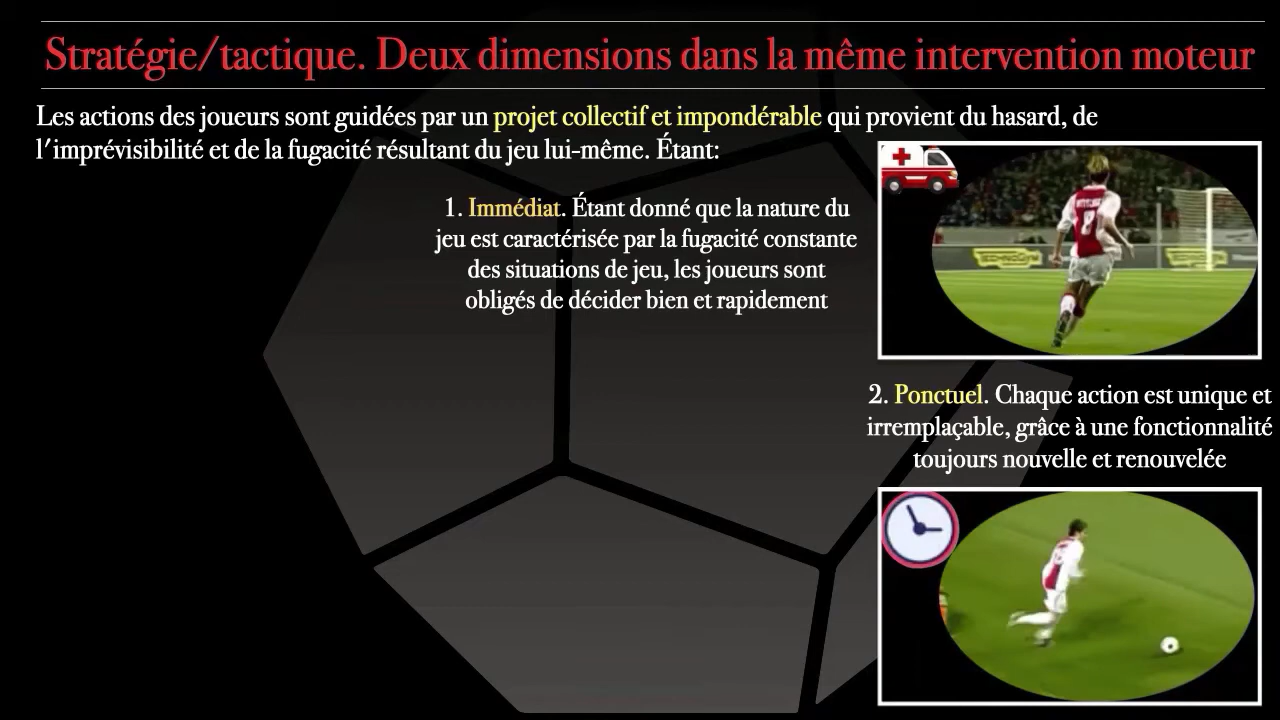 Stratégie/tactique. Deux dimensions dans la même intervention moteur
Les actions des joueurs sont guidées par un projet collectif et impondérable qui provient du hasard, de
l'imprévisibilité et de la fugacité résultant du jeu lui-même. Étant:
1. Immédiat. Étant donné que la nature du
jeu est caractérisée par la fugacité constante
des situations de jeu, les joueurs sont
obligés de décider bien et rapidement
8
2. Ponctuel. Chaque action est unique et
irremplaçable, grâce à une fonctionnalité
toujours nouvelle et renouvelée